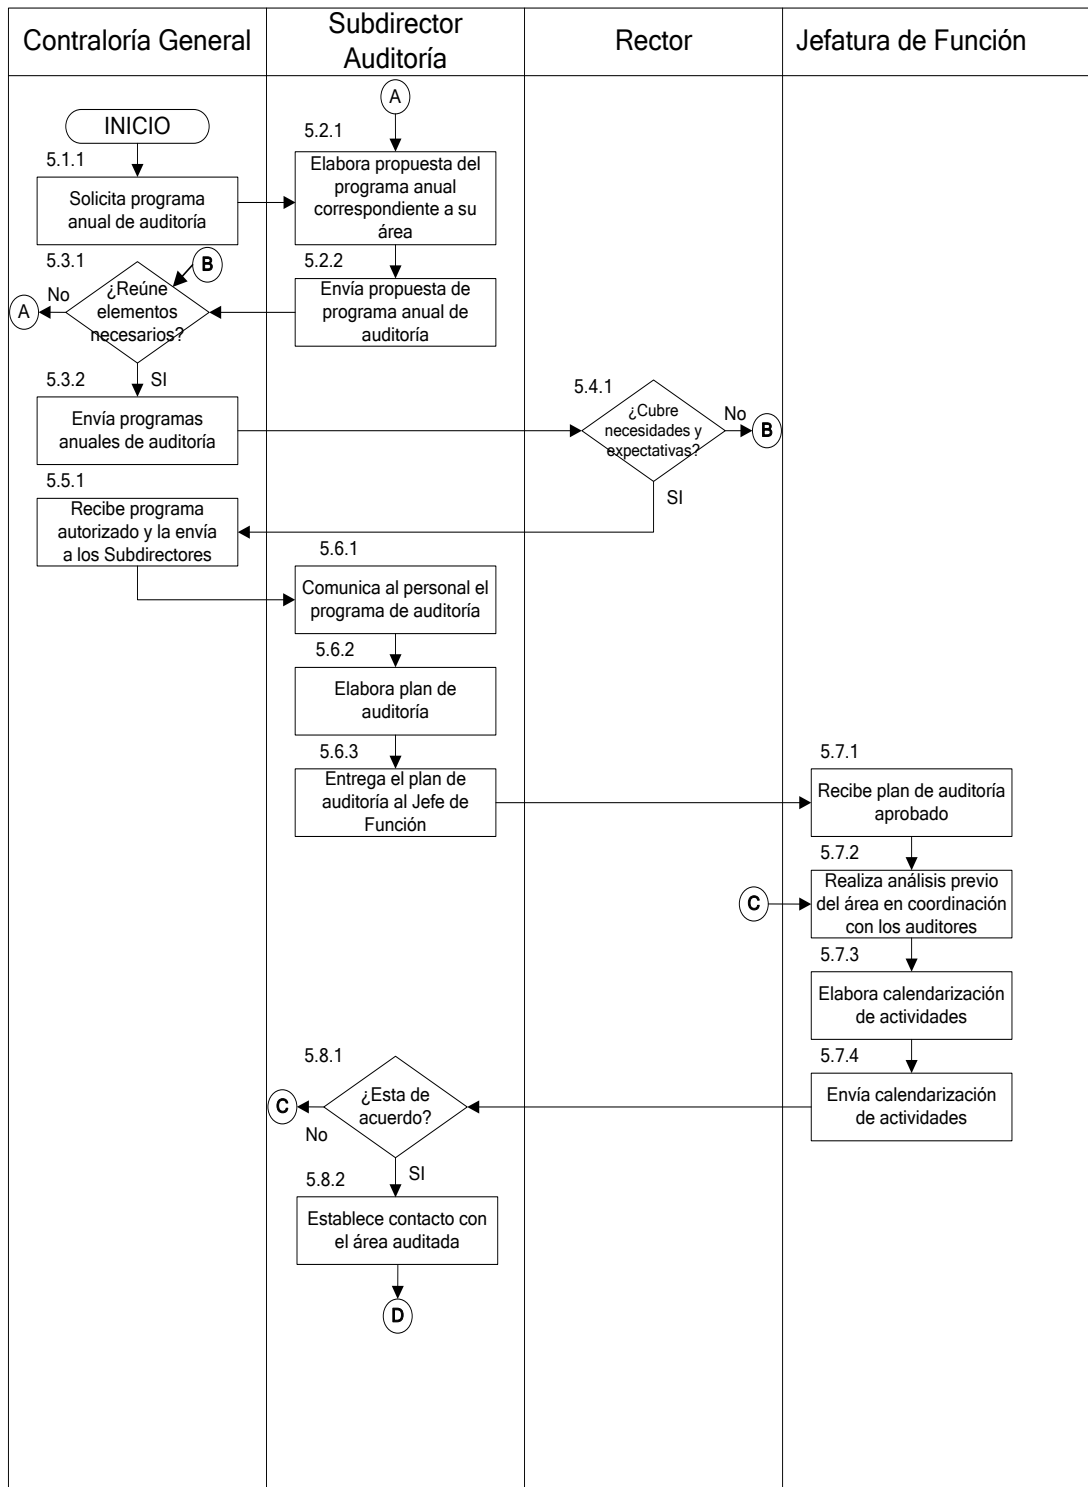 Contraloría General
Subdirector
Auditoría
Rector
Jefatura de Función
A
INICIO
5.1.1
Solicita programa
anual de auditoría
5.2.1
Elabora propuesta del
programa anual
correspondiente a su
área
5.2.2
Envía propuesta de
programa anual de
auditoría
5.3.1
B
¿Reúne
elementos
necesarios?
No
A
SI
5.3.2
Envía programas
anuales de auditoría
5.4.1
¿Cubre
necesidades y
expectativas?
No
B
SI
5.5.1
Recibe programa
autorizado y la envía
a los Subdirectores
5.6.1
Comunica al personal el
programa de auditoría
5.6.2
Elabora plan de
auditoría
5.6.3
Entrega el plan de
auditoría al Jefe de
Función
5.7.1
Recibe plan de auditoría
aprobado
5.7.2
C
Realiza análisis previo
del área en coordinación
con los auditores
5.7.3
Elabora calendarización
de actividades
5.7.4
Envía calendarización
de actividades
5.8.1
¿Esta de
acuerdo?
C
No
SI
5.8.2
Establece contacto con
el área auditada
D